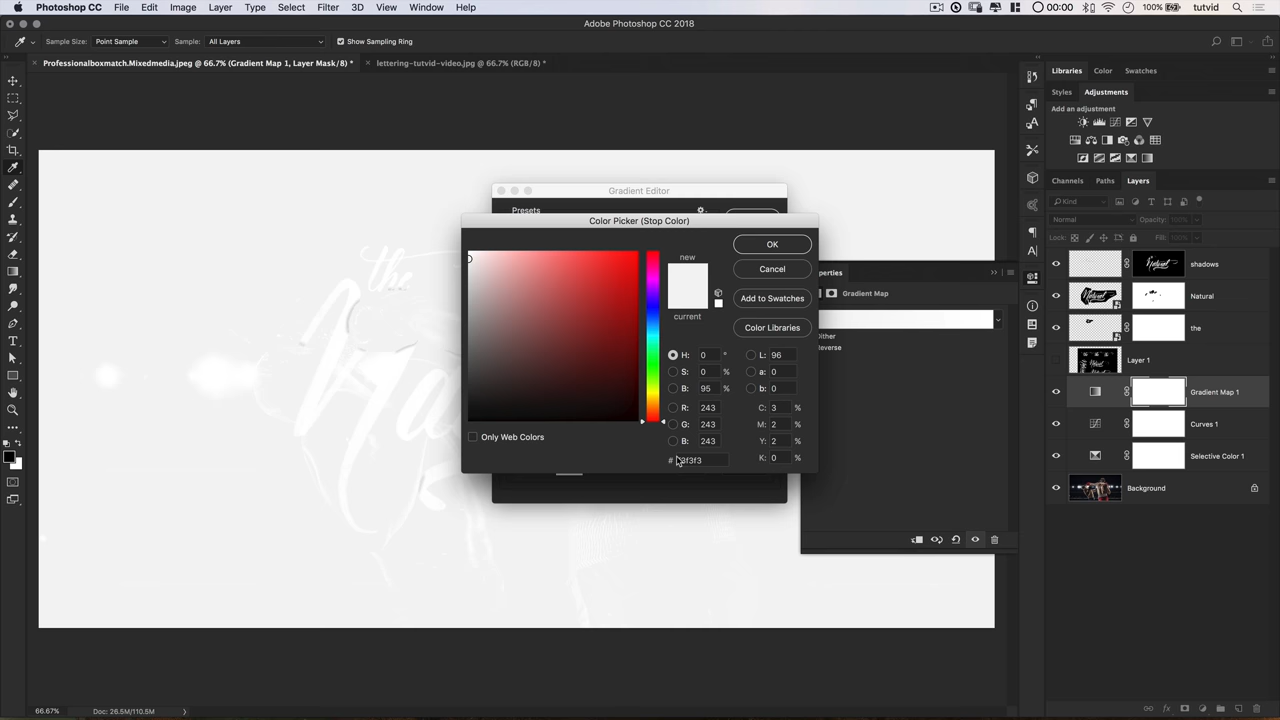 Photoshop CC File Edit Image Layer Type Select Filter 3D View Window Help 00:00 100% tutvid
Adobe Photoshop CC 2018
Sample Size: Point Sample Sample: All Layers Show Sampling Ring
Professionalboxmatch.Mixedmedia.jpeg @ 66.7% (Gradient Map 1, Layer Mask/8) * lettering-tutvid-video.jpg @ 66.7% (RGB/8) *
Libraries Color Swatches
Styles Adjustments
Add an adjustment
Channels Paths Layers
Kind
Normal Opacity:
Lock: Fill:
shadows
Natural
the
Layer 1
Gradient Map 1
Curves 1
Selective Color 1
Background
Gradient Editor
Presets
Color Picker (Stop Color)
new
current
OK
Cancel
Add to Swatches
Color Libraries
H: 0 ° L: 96
S: 0 % a: 0
B: 95 % b: 0
R: 243 C: 3 %
G: 243 M: 2 %
B: 243 Y: 2 %
# K: 0 %
Only Web Colors
Gradient Map
the
66.67% Doc: 26.5M/110.5M